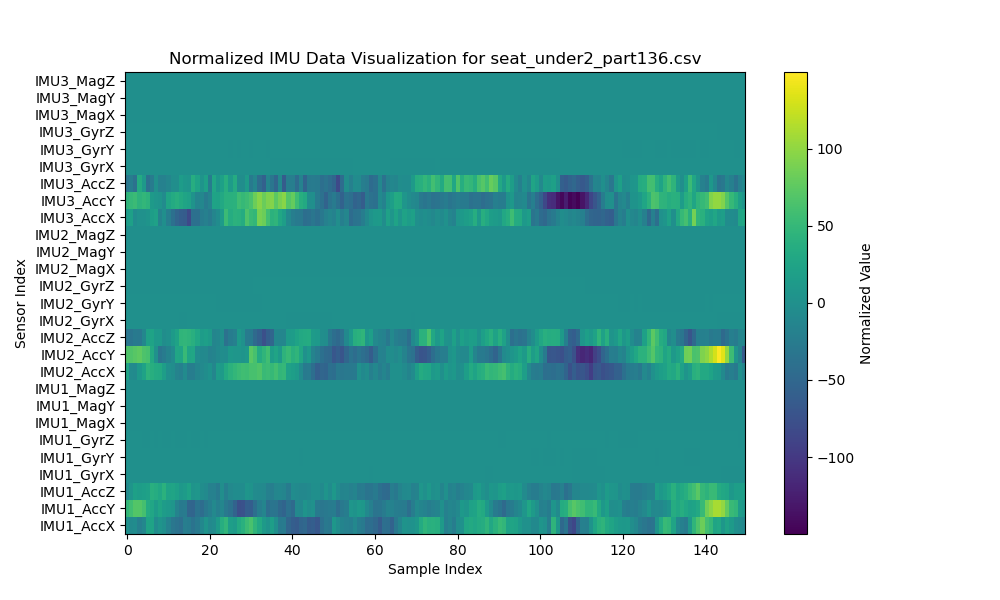 Normalized IMU Data Visualization for seat_under2_part136.csv
IMU3_MagZ
IMU3_MagY
IMU3_MagX
IMU3_GyrZ
IMU3_GyrY
IMU3_GyrX
IMU3_AccZ
IMU3_AccY
IMU3_AccX
IMU2_MagZ
IMU2_MagY
IMU2_MagX
IMU2_GyrZ
IMU2_GyrY
IMU2_GyrX
IMU2_AccZ
IMU2_AccY
IMU2_AccX
IMU1_MagZ
IMU1_MagY
IMU1_MagX
IMU1_GyrZ
IMU1_GyrY
IMU1_GyrX
IMU1_AccZ
IMU1_AccY
IMU1_AccX
Sensor Index
0 20 40 60 80 100 120 140
Sample Index
100
50
0
−50
−100
Normalized Value